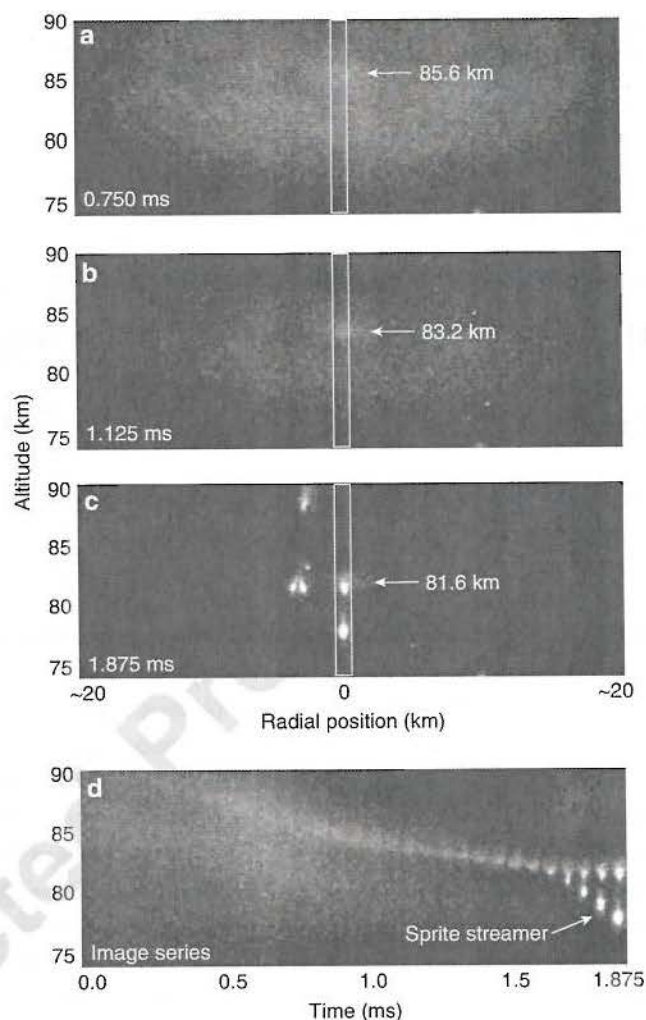 90
a
85.6 km
85
80
75
0.750 ms
90
b
85
83.2 km
80
75
1.125 ms
Altitude (km)
90
c
85
81.6 km
80
75
1.875 ms
~20
0
~20
Radial position (km)
90
d
85
80
Sprite streamer
75
Image series
0.0
0.5
1.0
1.5
1.875
Time (ms)